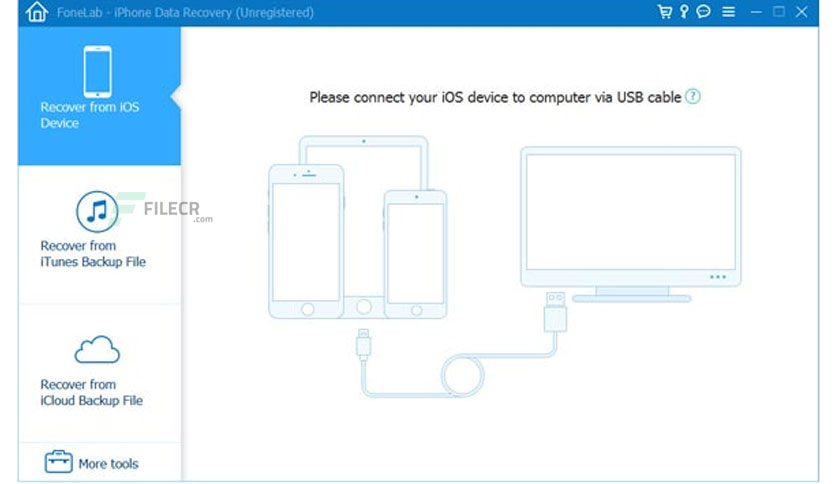 FoneLab - iPhone Data Recovery (Unregistered)
Recover from iOS
Device
Please connect your iOS device to computer via USB cable ?
FILECR
.com
Recover from
iTunes Backup File
Recover from
iCloud Backup File
More tools